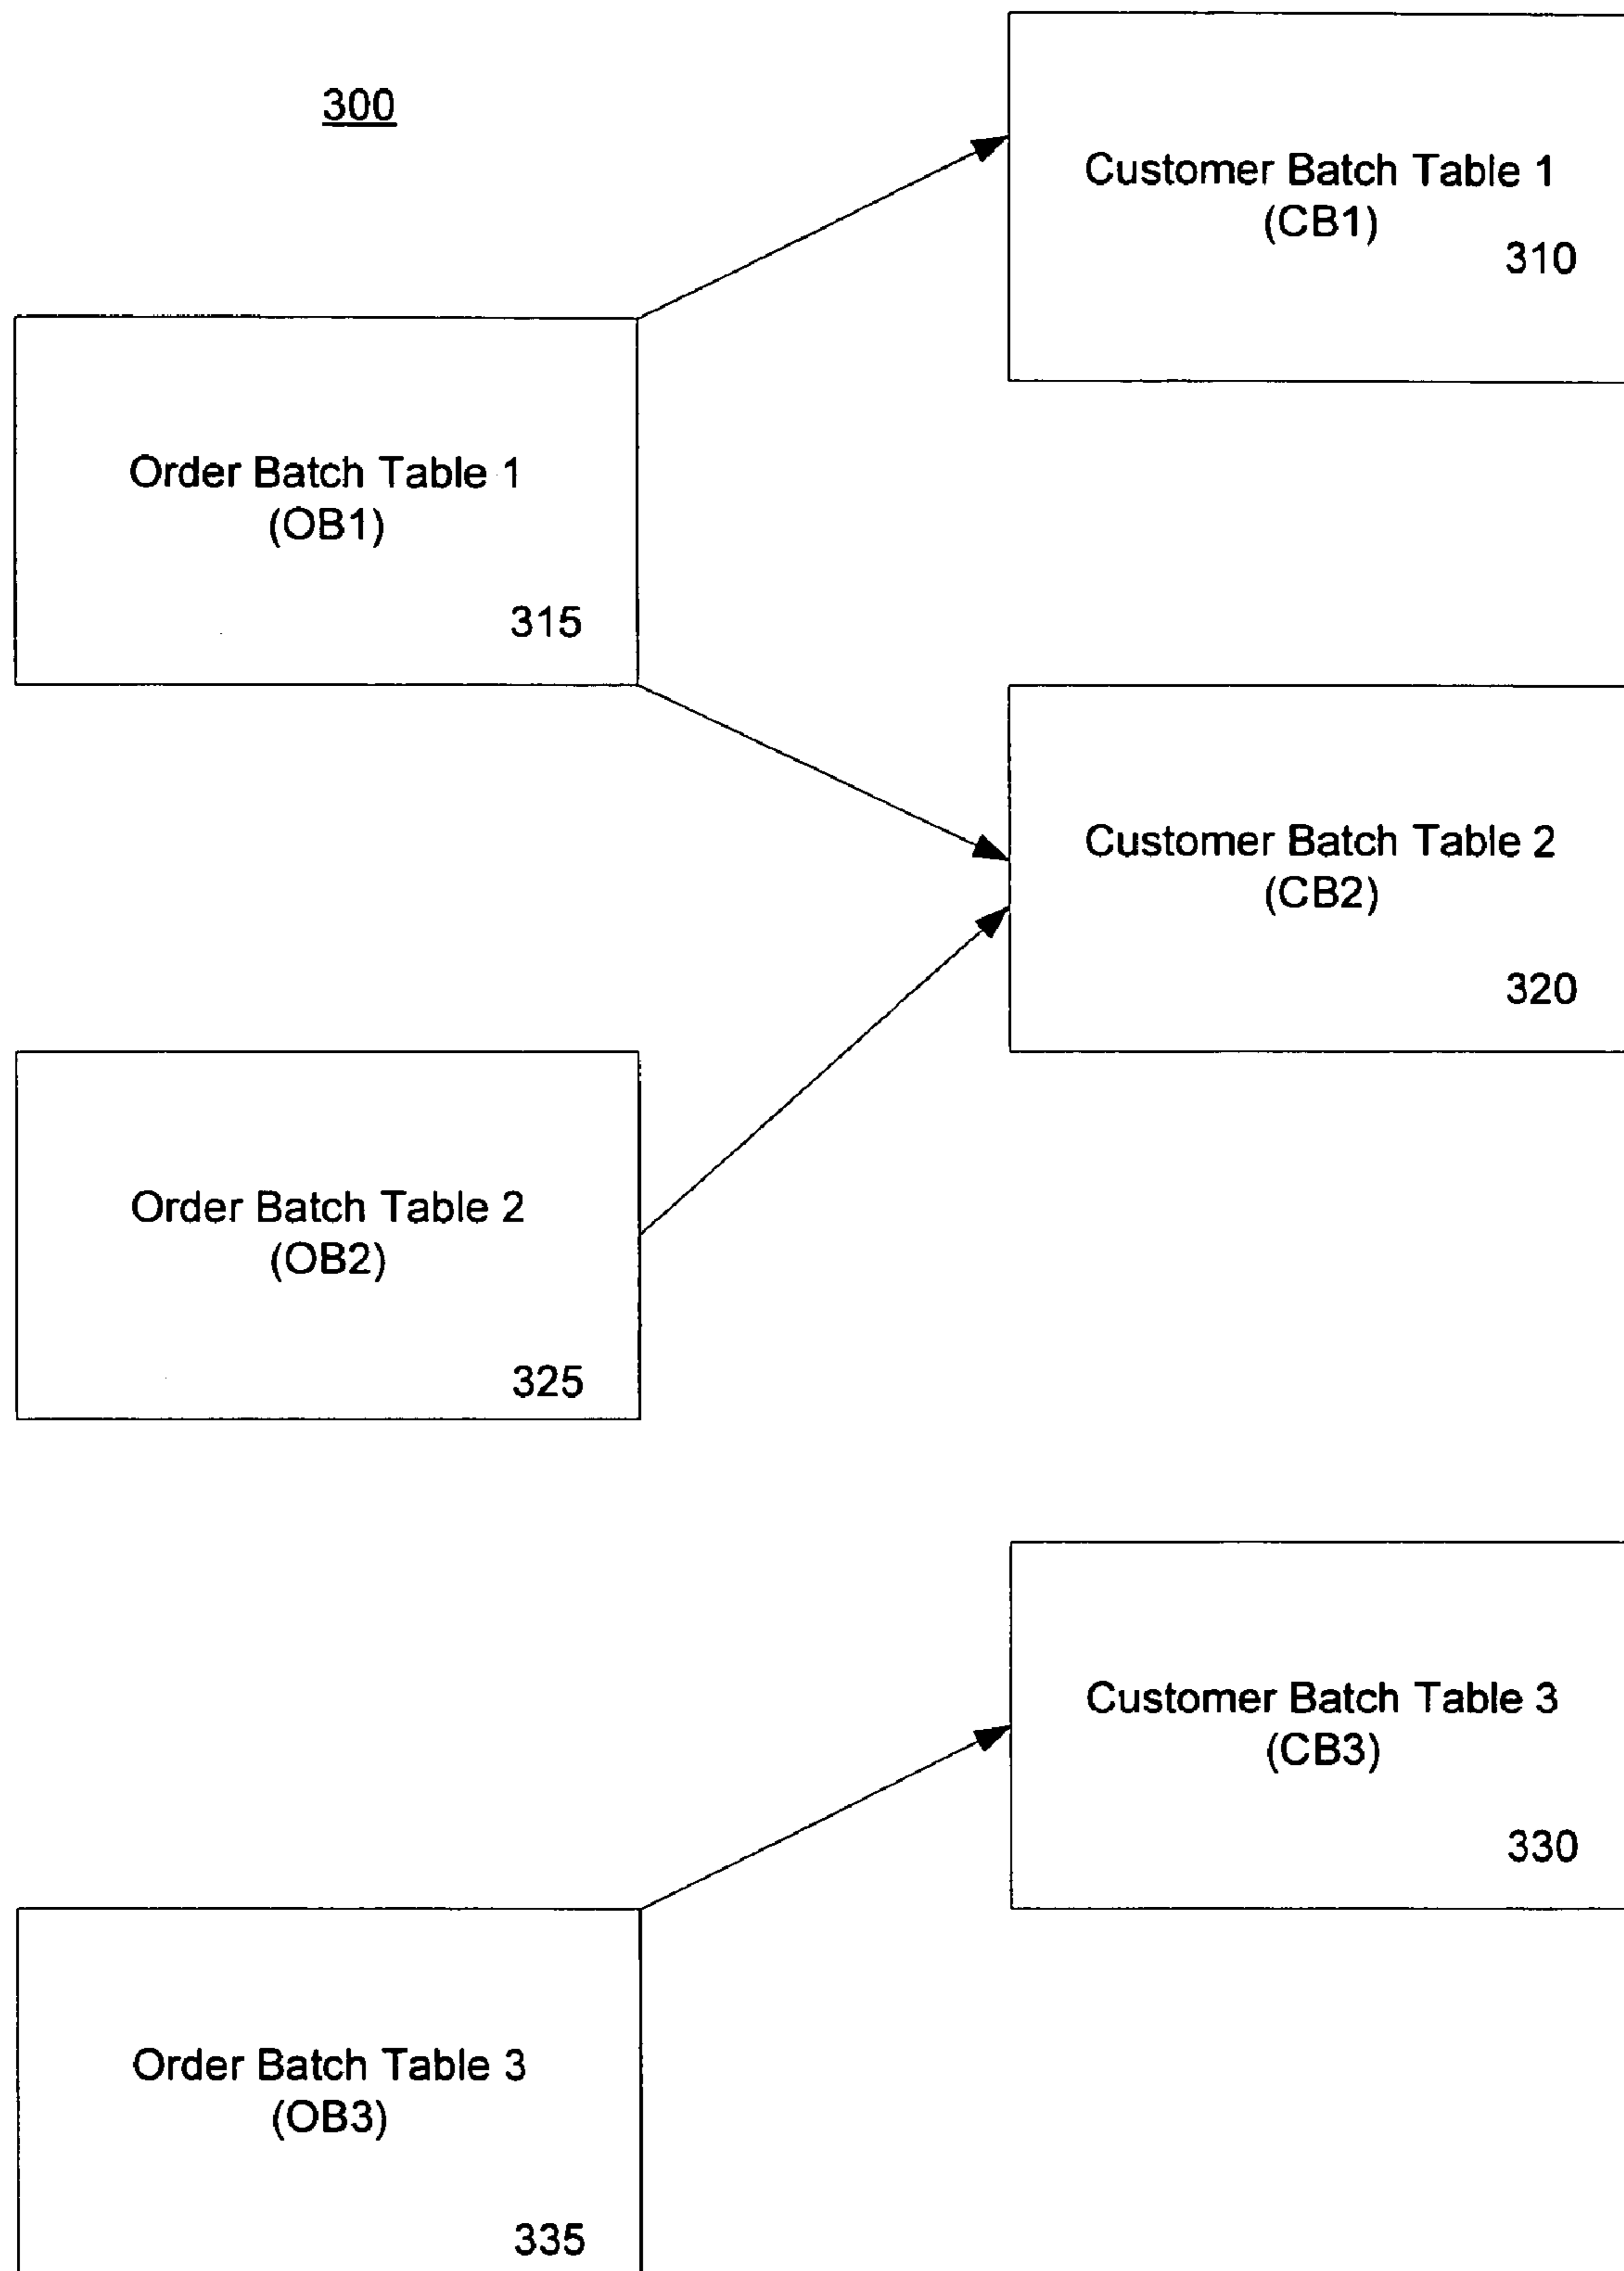 300
Customer Batch Table 1
(CB1)
310
Order Batch Table 1
(OB1)
315
Customer Batch Table 2
(CB2)
320
Order Batch Table 2
(OB2)
325
Customer Batch Table 3
(CB3)
330
Order Batch Table 3
(OB3)
335